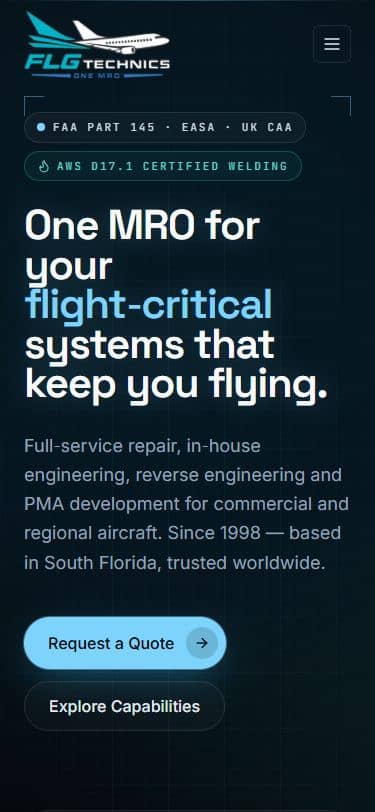 FLG TECHNICS
ONE MRO
FAA PART 145 · EASA · UK CAA
AWS D17.1 CERTIFIED WELDING
One MRO for
your
flight-critical
systems that
keep you flying.
Full-service repair, in-house
engineering, reverse engineering and
PMA development for commercial and
regional aircraft. Since 1998 — based
in South Florida, trusted worldwide.
Request a Quote
Explore Capabilities